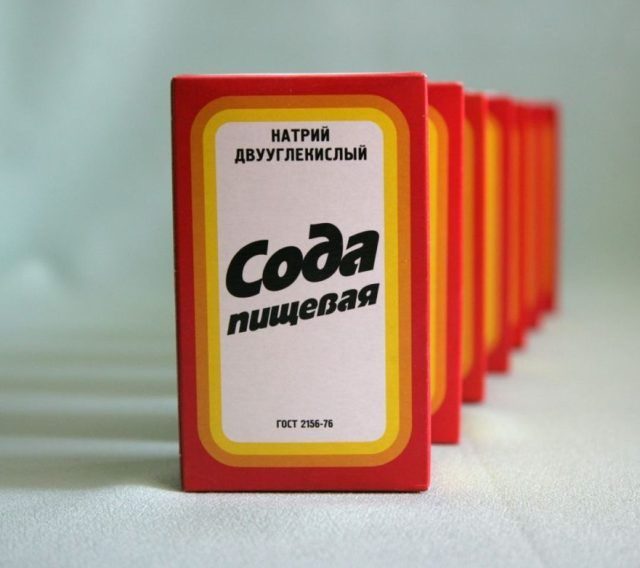 НАТРИЙ
ДВУУГЛЕКИСЛЫЙ
Сода
пищевая
ГОСТ 2156-76